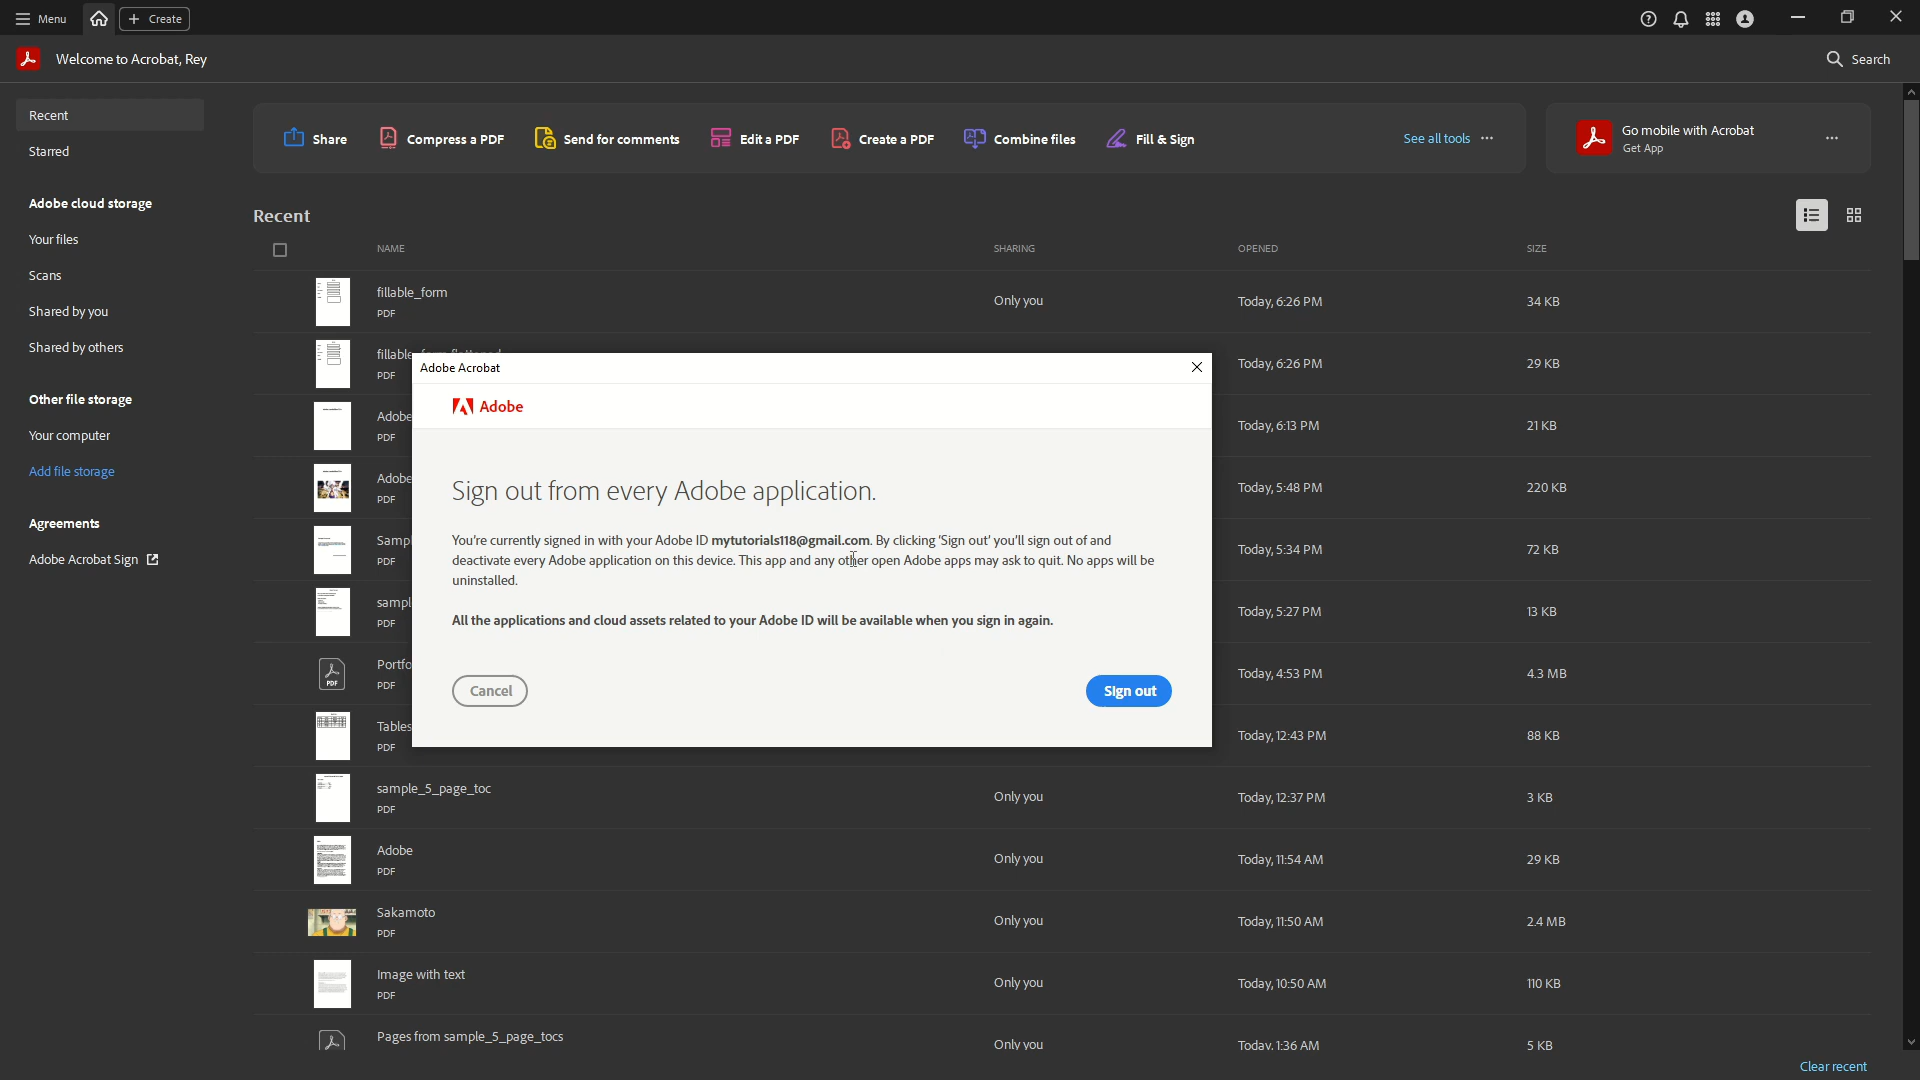 Menu
Create
Welcome to Acrobat, Rey
Search
Recent
Starred
Adobe cloud storage
Your files
Scans
Shared by you
Shared by others
Other file storage
Your computer
Add file storage
Agreements
Adobe Acrobat Sign
Share
Compress a PDF
Send for comments
Edit a PDF
Create a PDF
Combine files
Fill & Sign
See all tools
Go mobile with Acrobat
Get App
Recent
NAME SHARING OPENED SIZE
fillable_form
PDF
Only you Today, 6:26 PM 34 KB
PDF
Today, 6:26 PM 29 KB
Adobe
PDF
Today, 6:13 PM 21 KB
Adobe
PDF
Today, 5:48 PM 220 KB
Sampl
PDF
Today, 5:34 PM 72 KB
sampl
PDF
Today, 5:27 PM 13 KB
PDF
Portfo
PDF
Today, 4:53 PM 4.3 MB
Tables
PDF
Today, 12:43 PM 88 KB
sample_5_page_toc
PDF
Only you Today, 12:37 PM 3 KB
Adobe
PDF
Only you Today, 11:54 AM 29 KB
Sakamoto
PDF
Only you Today, 11:50 AM 2.4 MB
Image with text
PDF
Only you Today, 10:50 AM 110 KB
Pages from sample_5_page_tocs
Only you Today, 1:36 AM 5 KB
Clear recent
Adobe Acrobat
Adobe
Sign out from every Adobe application.
You're currently signed in with your Adobe ID mytutorials118@gmail.com. By clicking 'Sign out' you'll sign out of and
deactivate every Adobe application on this device. This app and any other open Adobe apps may ask to quit. No apps will be
uninstalled.
All the applications and cloud assets related to your Adobe ID will be available when you sign in again.
Cancel
Sign out